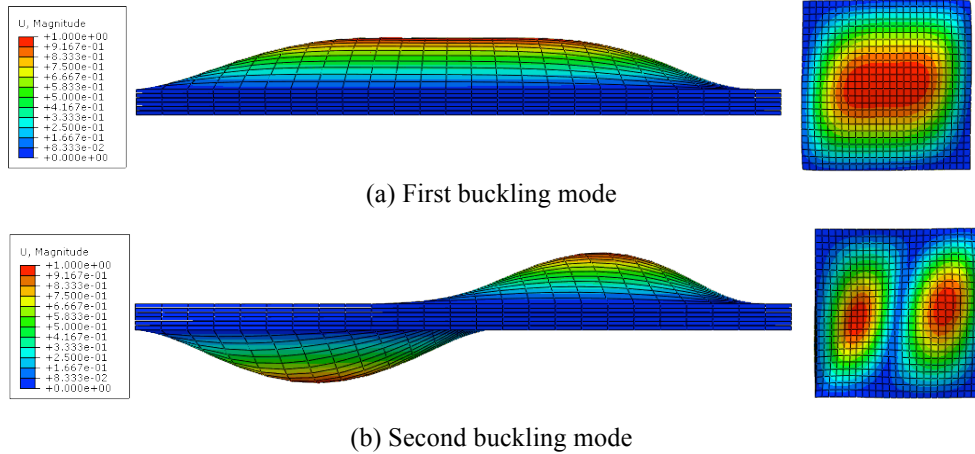 U, Magnitude
+1.000e+00
+9.167e-01
+8.333e-01
+7.500e-01
+6.667e-01
+5.833e-01
+5.000e-01
+4.167e-01
+3.333e-01
+2.500e-01
+1.667e-01
+8.333e-02
+0.000e+00
(a) First buckling mode
U, Magnitude
+1.000e+00
+9.167e-01
+8.333e-01
+7.500e-01
+6.667e-01
+5.833e-01
+5.000e-01
+4.167e-01
+3.333e-01
+2.500e-01
+1.667e-01
+8.333e-02
+0.000e+00
(b) Second buckling mode